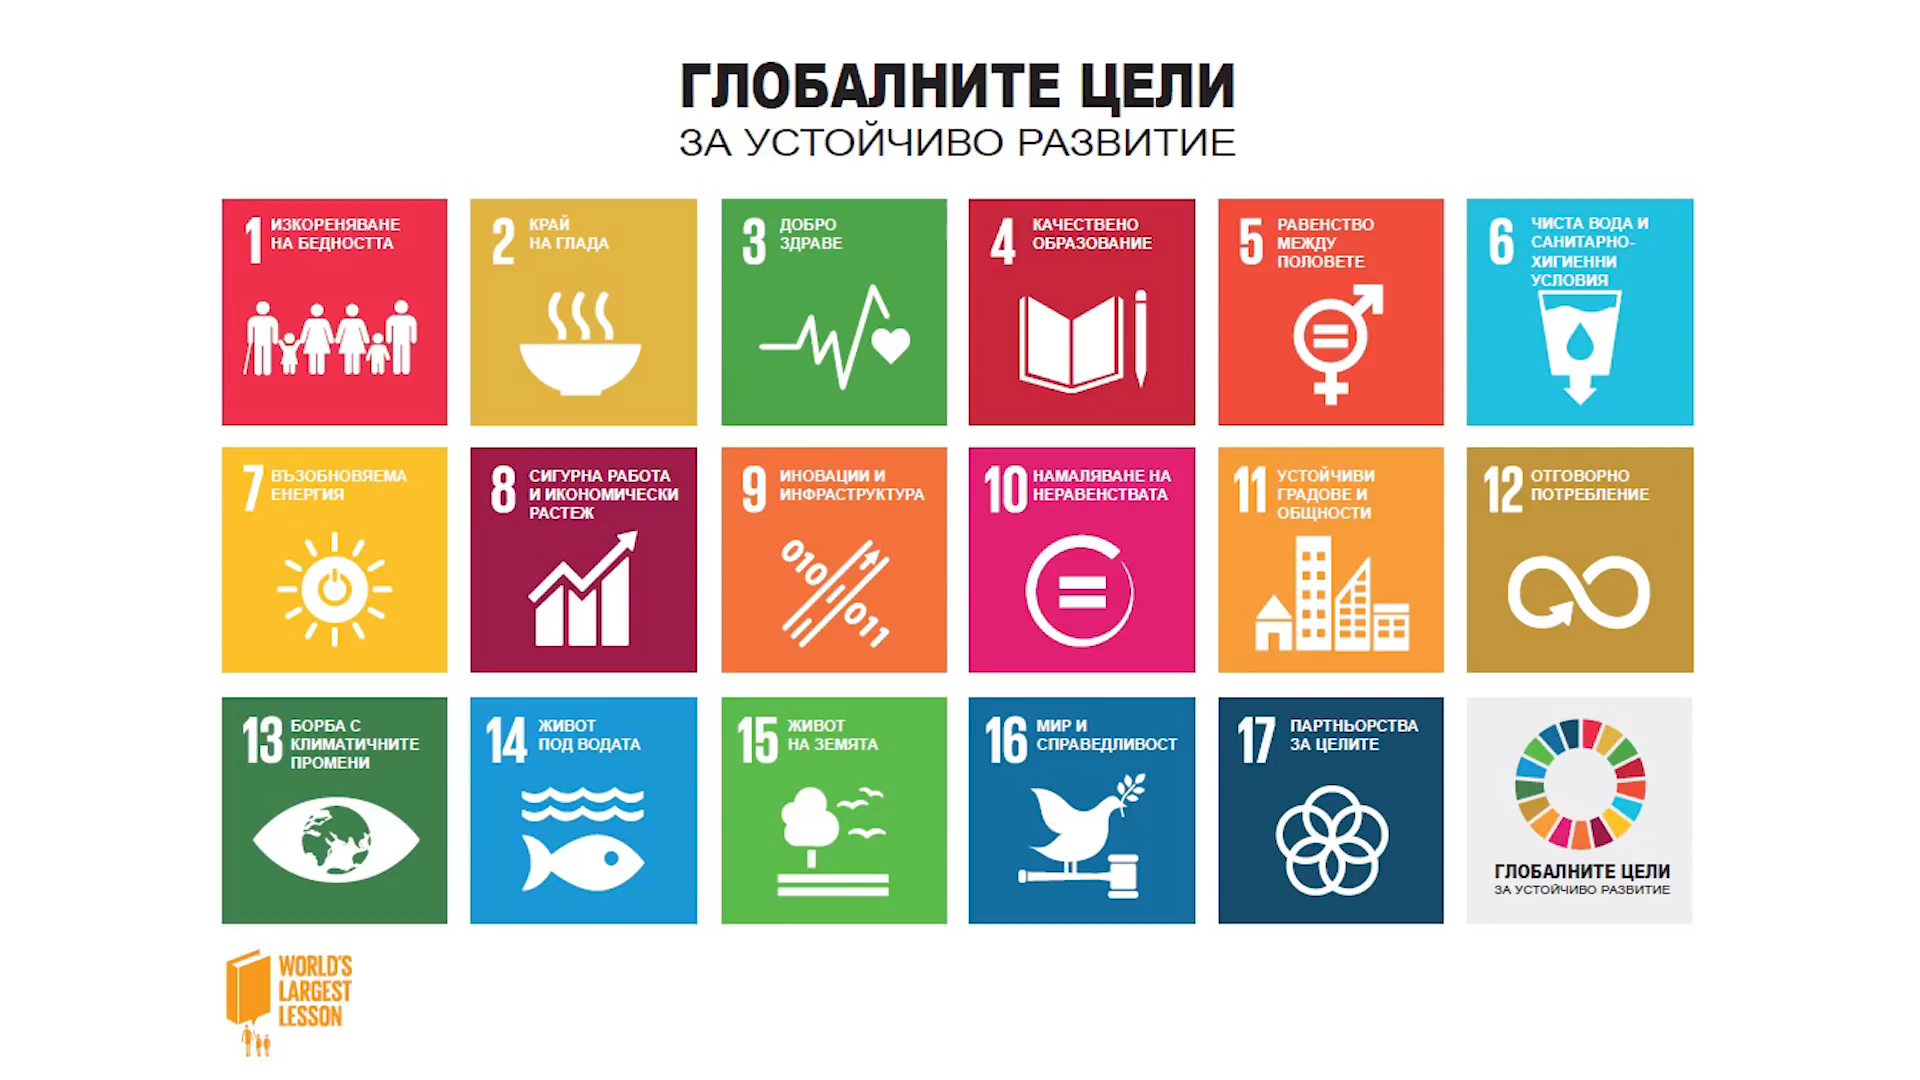 ГЛОБАЛНИТЕ ЦЕЛИ
ЗА УСТОЙЧИВО РАЗВИТИЕ
1 ИЗКОРЕНЯВАНЕ
НА БЕДНОСТТА
2 КРАЙ
НА ГЛАДА
3 ДОБРО
ЗДРАВЕ
4 КАЧЕСТВЕНО
ОБРАЗОВАНИЕ
5 РАВЕНСТВО
МЕЖДУ
ПОЛОВЕТЕ
6 ЧИСТА ВОДА И
САНИТАРНО-
ХИГИЕННИ
УСЛОВИЯ
7 ВЪЗОБНОВЯЕМА
ЕНЕРГИЯ
8 СИГУРНА РАБОТА
И ИКОНОМИЧЕСКИ
РАСТЕЖ
9 ИНОВАЦИИ И
ИНФРАСТРУКТУРА
010
011
10 НАМАЛЯВАНЕ НА
НЕРАВЕНСТВАТА
11 УСТОЙЧИВИ
ГРАДОВЕ И
ОБЩНОСТИ
12 ОТГОВОРНО
ПОТРЕБЛЕНИЕ
13 БОРБА С
КЛИМАТИЧНИТЕ
ПРОМЕНИ
14 ЖИВОТ
ПОД ВОДАТА
15 ЖИВОТ
НА ЗЕМЯТА
16 МИР И
СПРАВЕДЛИВОСТ
17 ПАРТНЬОРСТВА
ЗА ЦЕЛИТЕ
ГЛОБАЛНИТЕ ЦЕЛИ
ЗА УСТОЙЧИВО РАЗВИТИЕ
WORLD'S
LARGEST
LESSON